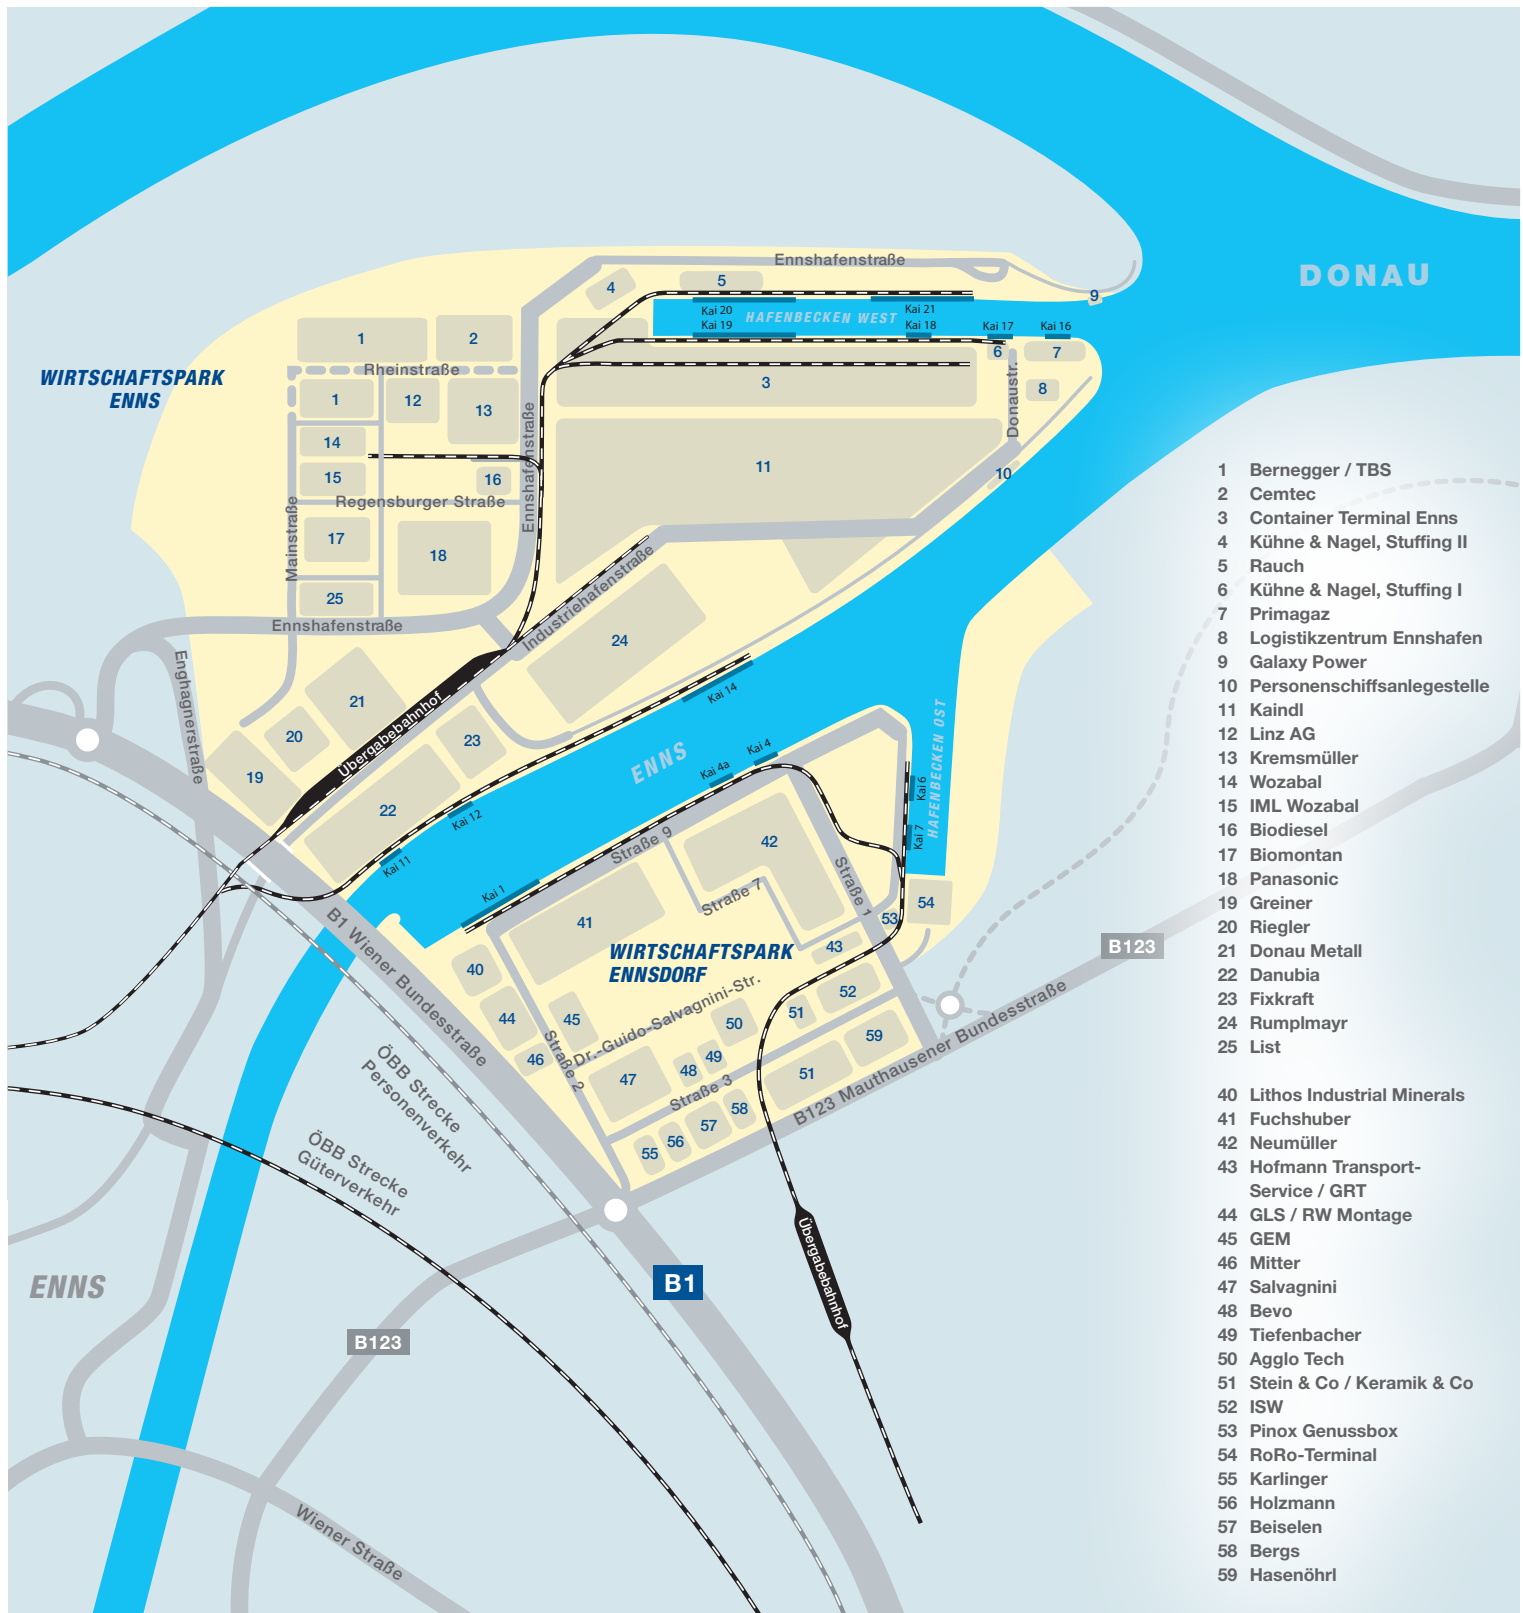 Ennshafenstraße
DONAU
4
5
9
Kai 20
HAFENBECKEN WEST
Kai 21
Kai 19
Kai 18
Kai 17
Kai 16
1
2
6
7
WIRTSCHAFTSPARK
ENNS
Rheinstraße
3
Donaustr.
8
1
12
13
Ennshafenstraße
14
11
10
15
16
Regensburger Straße
Mainstraße
17
18
25
Ennshafenstraße
Industriehafenstraße
24
Enghagnerstraße
21
20
19
Übergabebahnhof
23
22
Kai 14
ENNS
Kai 4
Kai 4a
Kai 12
Kai 11
Kai 1
HAFENBECKEN OST
Kai 6
Kai 7
Straße 9
42
Straße 7
Straße 1
54
53
41
43
WIRTSCHAFTSPARK
ENNSDORF
B1 Wiener Bundesstraße
40
44
45
46
Straße 2
Dr.-Guido-Salvagnini-Str.
50
51
52
59
47
48
49
51
Straße 3
58
57
56
55
B123 Mauthausener Bundesstraße
B123
ÖBB Strecke
Personenverkehr
ÖBB Strecke
Güterverkehr
Übergabebahnhof
ENNS
B1
B123
Wiener Straße
1 Bernegger / TBS
2 Cemtec
3 Container Terminal Enns
4 Kühne & Nagel, Stuffing II
5 Rauch
6 Kühne & Nagel, Stuffing I
7 Primagaz
8 Logistikzentrum Ennshafen
9 Galaxy Power
10 Personenschiffsanlegestelle
11 Kaindl
12 Linz AG
13 Kremsmüller
14 Wozabal
15 IML Wozabal
16 Biodiesel
17 Biomontan
18 Panasonic
19 Greiner
20 Riegler
21 Donau Metall
22 Danubia
23 Fixkraft
24 Rumplmayr
25 List
40 Lithos Industrial Minerals
41 Fuchshuber
42 Neumüller
43 Hofmann Transport-
Service / GRT
44 GLS / RW Montage
45 GEM
46 Mitter
47 Salvagnini
48 Bevo
49 Tiefenbacher
50 Agglo Tech
51 Stein & Co / Keramik & Co
52 ISW
53 Pinox Genussbox
54 RoRo-Terminal
55 Karlinger
56 Holzmann
57 Beiselen
58 Bergs
59 Hasenöhrl